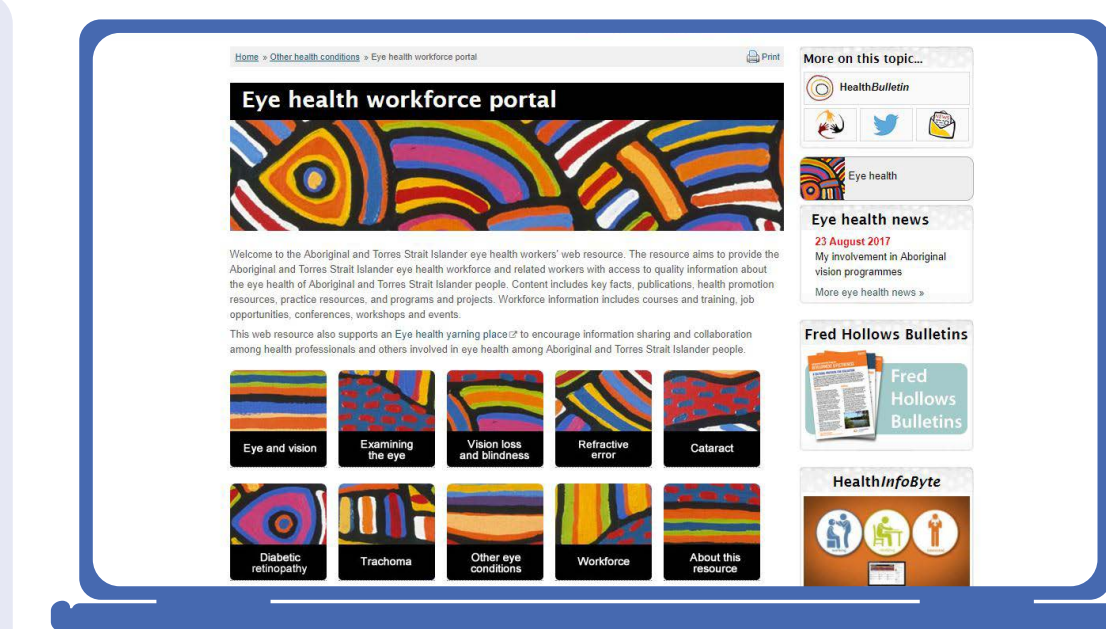 Home » Other health conditions » Eye health workforce portal
Print
Eye health workforce portal
Welcome to the Aboriginal and Torres Strait Islander eye health workers' web resource. The resource aims to provide the
Aboriginal and Torres Strait Islander eye health workforce and related workers with access to quality information about
the eye health of Aboriginal and Torres Strait Islander people. Content includes key facts, publications, health promotion
resources, practice resources, and programs and projects. Workforce information includes courses and training, job
opportunities, conferences, workshops and events.
This web resource also supports an Eye health yarning place to encourage information sharing and collaboration
among health professionals and others involved in eye health among Aboriginal and Torres Strait Islander people.
Eye and vision
Examining
the eye
Vision loss
and blindness
Refractive
error
Cataract
Diabetic
retinopathy
Trachoma
Other eye
conditions
Workforce
About this
resource
More on this topic...
HealthBulletin
NEWS
Eye health
Eye health news
23 August 2017
My involvement in Aboriginal
vision programmes
More eye health news »
Fred Hollows Bulletins
Fred
Hollows
Bulletins
HealthInfoByte